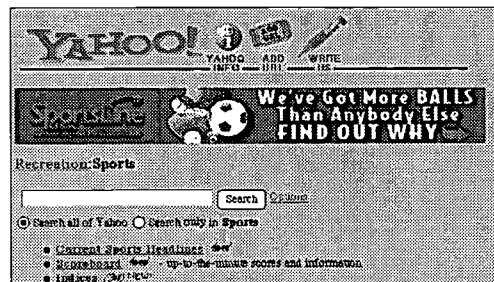 YAHOO!
YAHOO ADD WRITE
INFO URL US
SportsLine
We've Got More BALLS
Than Anybody Else
FIND OUT WHY
Recreation:Sports
Search Options
Search all of Yahoo Search only in Sports
Current Sports Headlines
Scoreboard - up-to-the-minute scores and information
Indices